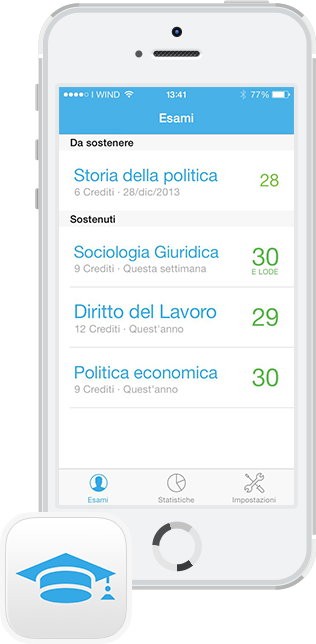 I WIND 13:41 77%
Esami
Da sostenere
Storia della politica 28
6 Crediti · 28/dic/2013
Sostenuti
Sociologia Giuridica 30
9 Crediti · Questa settimana E LODE
Diritto del Lavoro 29
12 Crediti · Quest'anno
Politica economica 30
9 Crediti · Quest'anno
Esami Statistiche Impostazioni